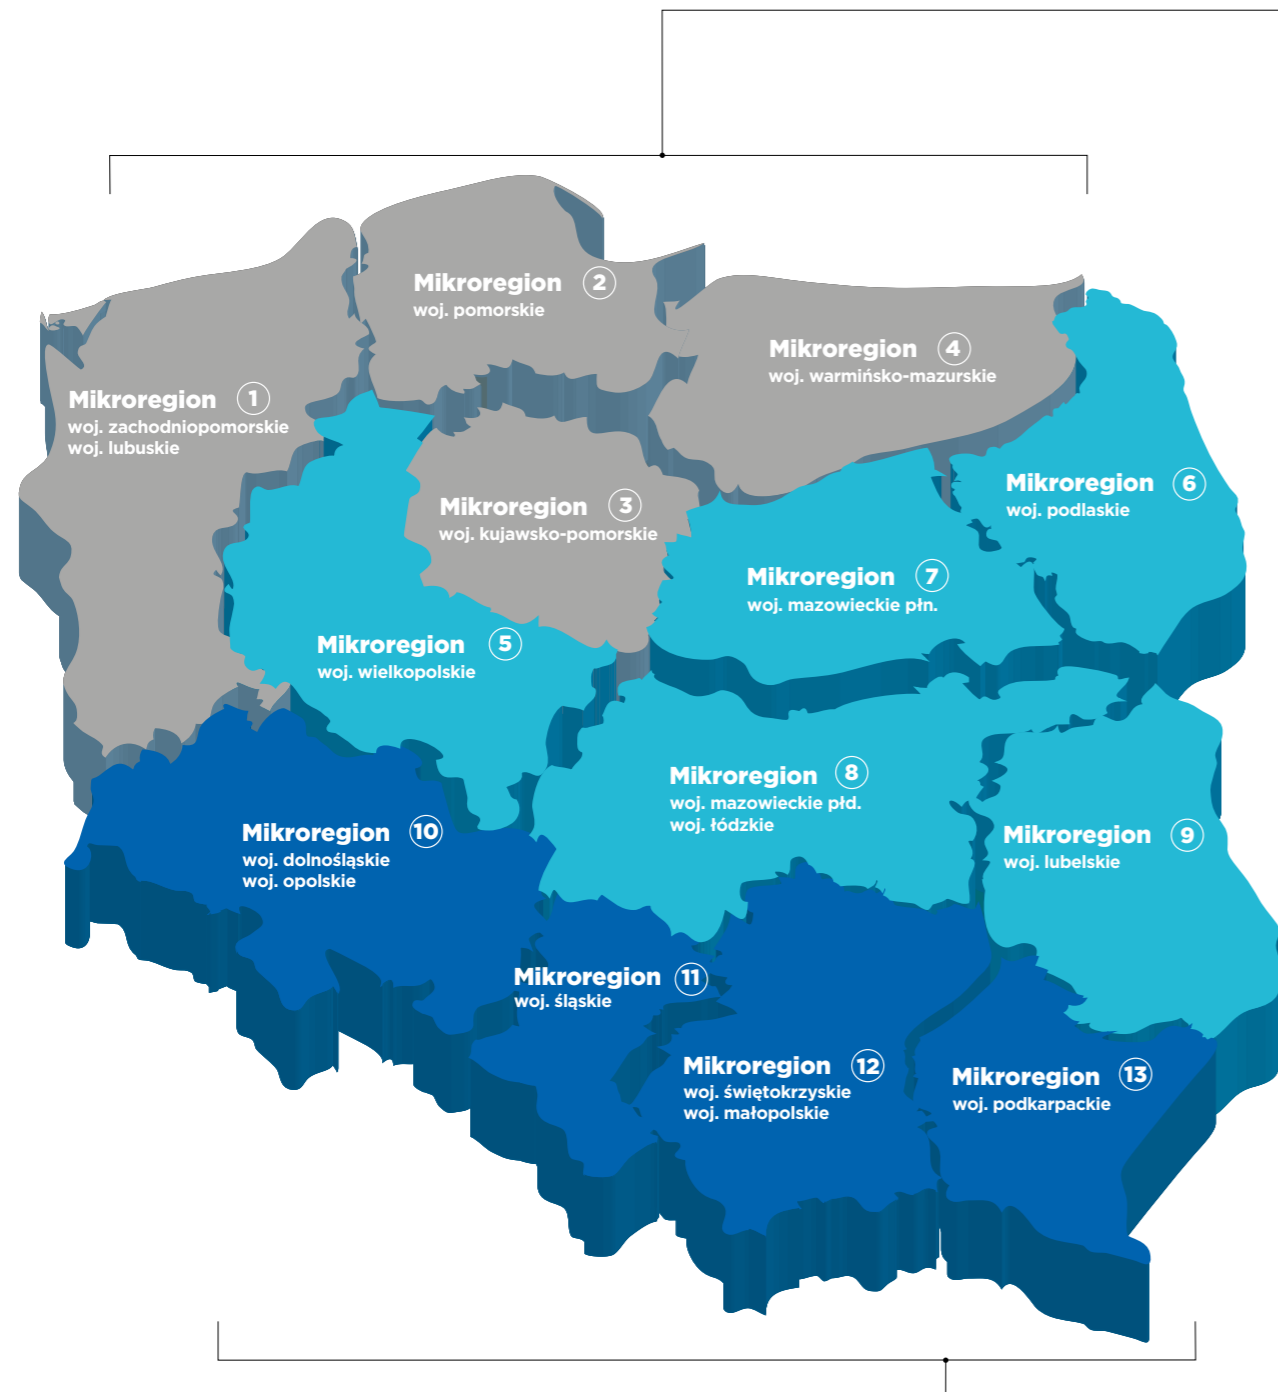 Mikroregion 1
woj. zachodniopomorskie
woj. lubuskie
Mikroregion 2
woj. pomorskie
Mikroregion 3
woj. kujawsko-pomorskie
Mikroregion 4
woj. warmińsko-mazurskie
Mikroregion 5
woj. wielkopolskie
Mikroregion 6
woj. podlaskie
Mikroregion 7
woj. mazowieckie płn.
Mikroregion 8
woj. mazowieckie płd.
woj. łódzkie
Mikroregion 9
woj. lubelskie
Mikroregion 10
woj. dolnośląskie
woj. opolskie
Mikroregion 11
woj. śląskie
Mikroregion 12
woj. świętokrzyskie
woj. małopolskie
Mikroregion 13
woj. podkarpackie